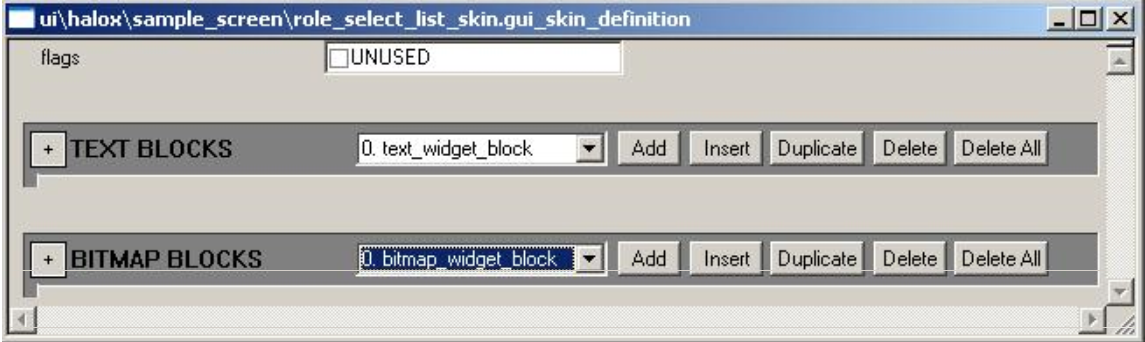 ui\halox\sample_screen\role_select_list_skin.gui_skin_definition
flags UNUSED
+ TEXT BLOCKS 0. text_widget_block Add Insert Duplicate Delete Delete All
+ BITMAP BLOCKS 0. bitmap_widget_block Add Insert Duplicate Delete Delete All